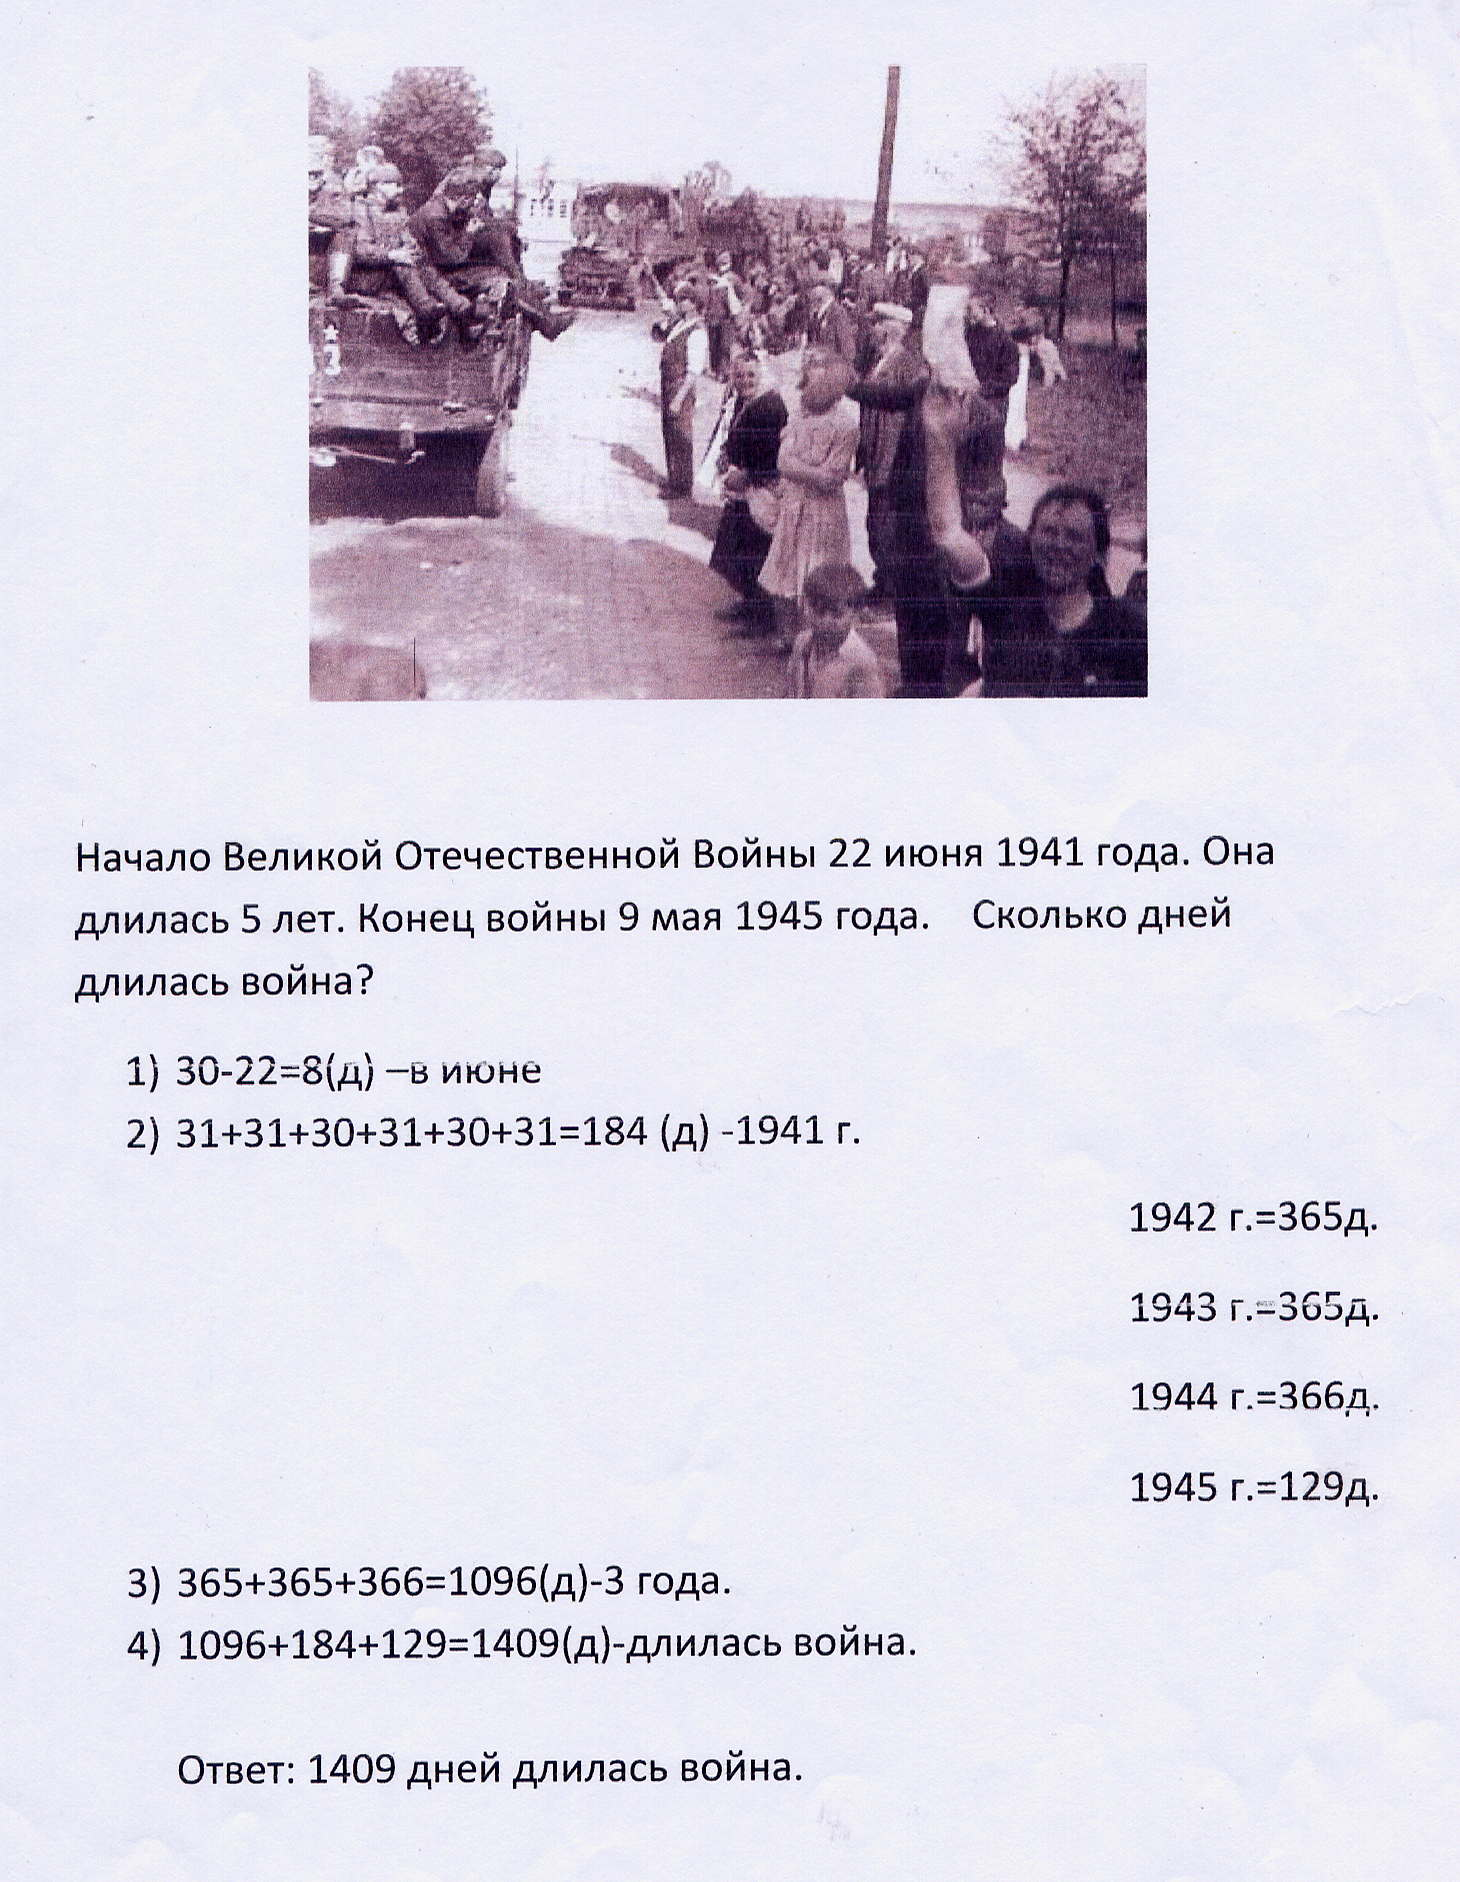 3
Начало Великой Отечественной Войны 22 июня 1941 года. Она
длилась 5 лет. Конец войны 9 мая 1945 года. Сколько дней
длилась война?
1) 30-22=8(д) –в июне
2) 31+31+30+31+30+31=184 (д) -1941 г.
1942 г.=365д.
1943 г.=365д.
1944 г.=366д.
1945 г.=129д.
3) 365+365+366=1096(д)-3 года.
4) 1096+184+129=1409(д)-длилась война.
Ответ: 1409 дней длилась война.